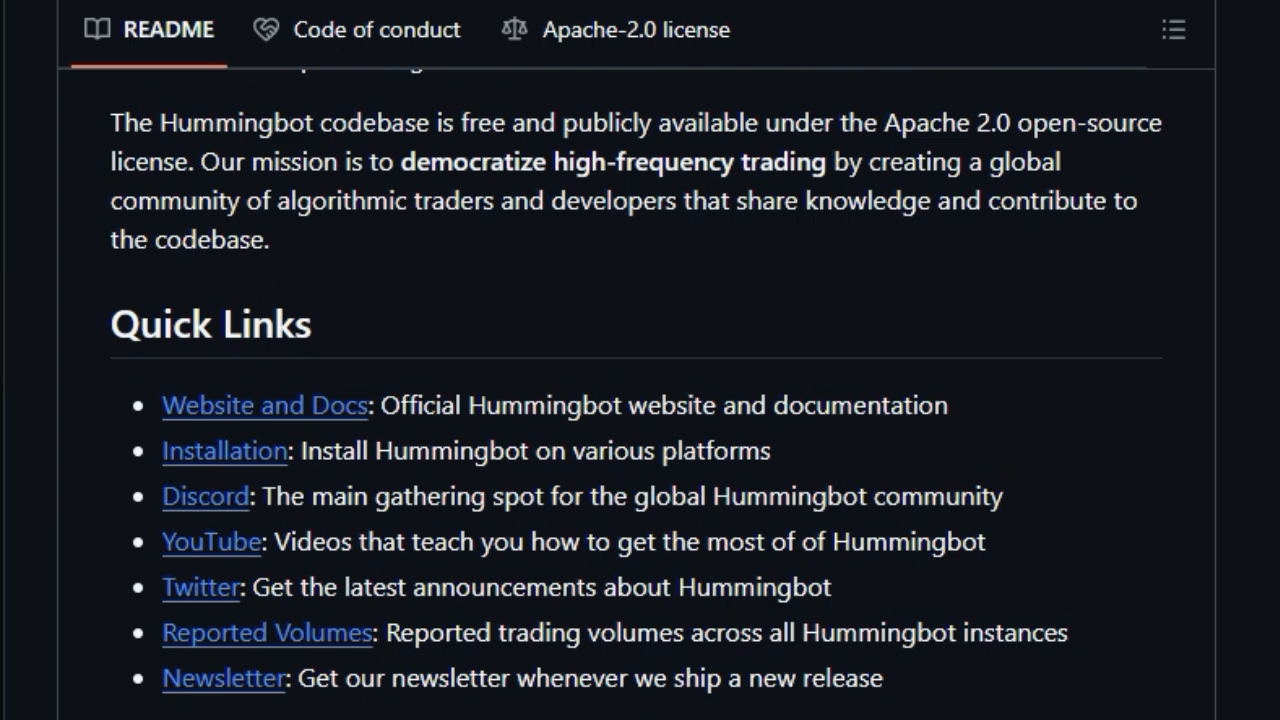 README Code of conduct Apache-2.0 license
The Hummingbot codebase is free and publicly available under the Apache 2.0 open-source
license. Our mission is to democratize high-frequency trading by creating a global
community of algorithmic traders and developers that share knowledge and contribute to
the codebase.
Quick Links
Website and Docs: Official Hummingbot website and documentation
Installation: Install Hummingbot on various platforms
Discord: The main gathering spot for the global Hummingbot community
YouTube: Videos that teach you how to get the most of of Hummingbot
Twitter: Get the latest announcements about Hummingbot
Reported Volumes: Reported trading volumes across all Hummingbot instances
Newsletter: Get our newsletter whenever we ship a new release